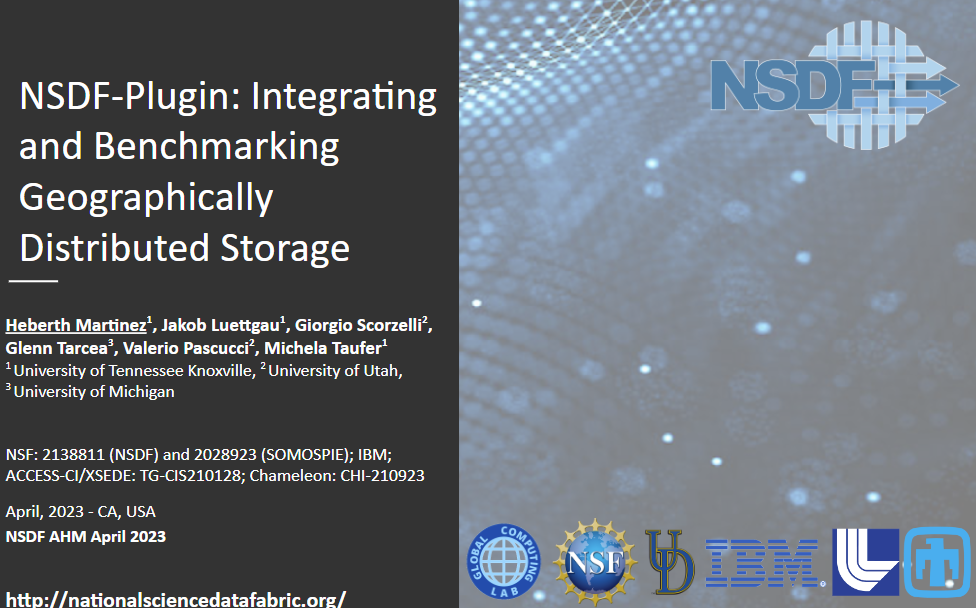 NSDF-Plugin: Integrating
and Benchmarking
Geographically
Distributed Storage
Heberth Martinez1, Jakob Luettgau1, Giorgio Scorzelli2,
Glenn Tarcea3, Valerio Pascucci2, Michela Taufer1
1 University of Tennessee Knoxville, 2 University of Utah,
3 University of Michigan
NSF: 2138811 (NSDF) and 2028923 (SOMOSPIE); IBM;
ACCESS-CI/XSEDE: TG-CIS210128; Chameleon: CHI-210923
April, 2023 - CA, USA
NSDF AHM April 2023
http://nationalsciencedatafabric.org/
NSDF
GLOBAL COMPUTING LAB
NSF
UD
IBM®